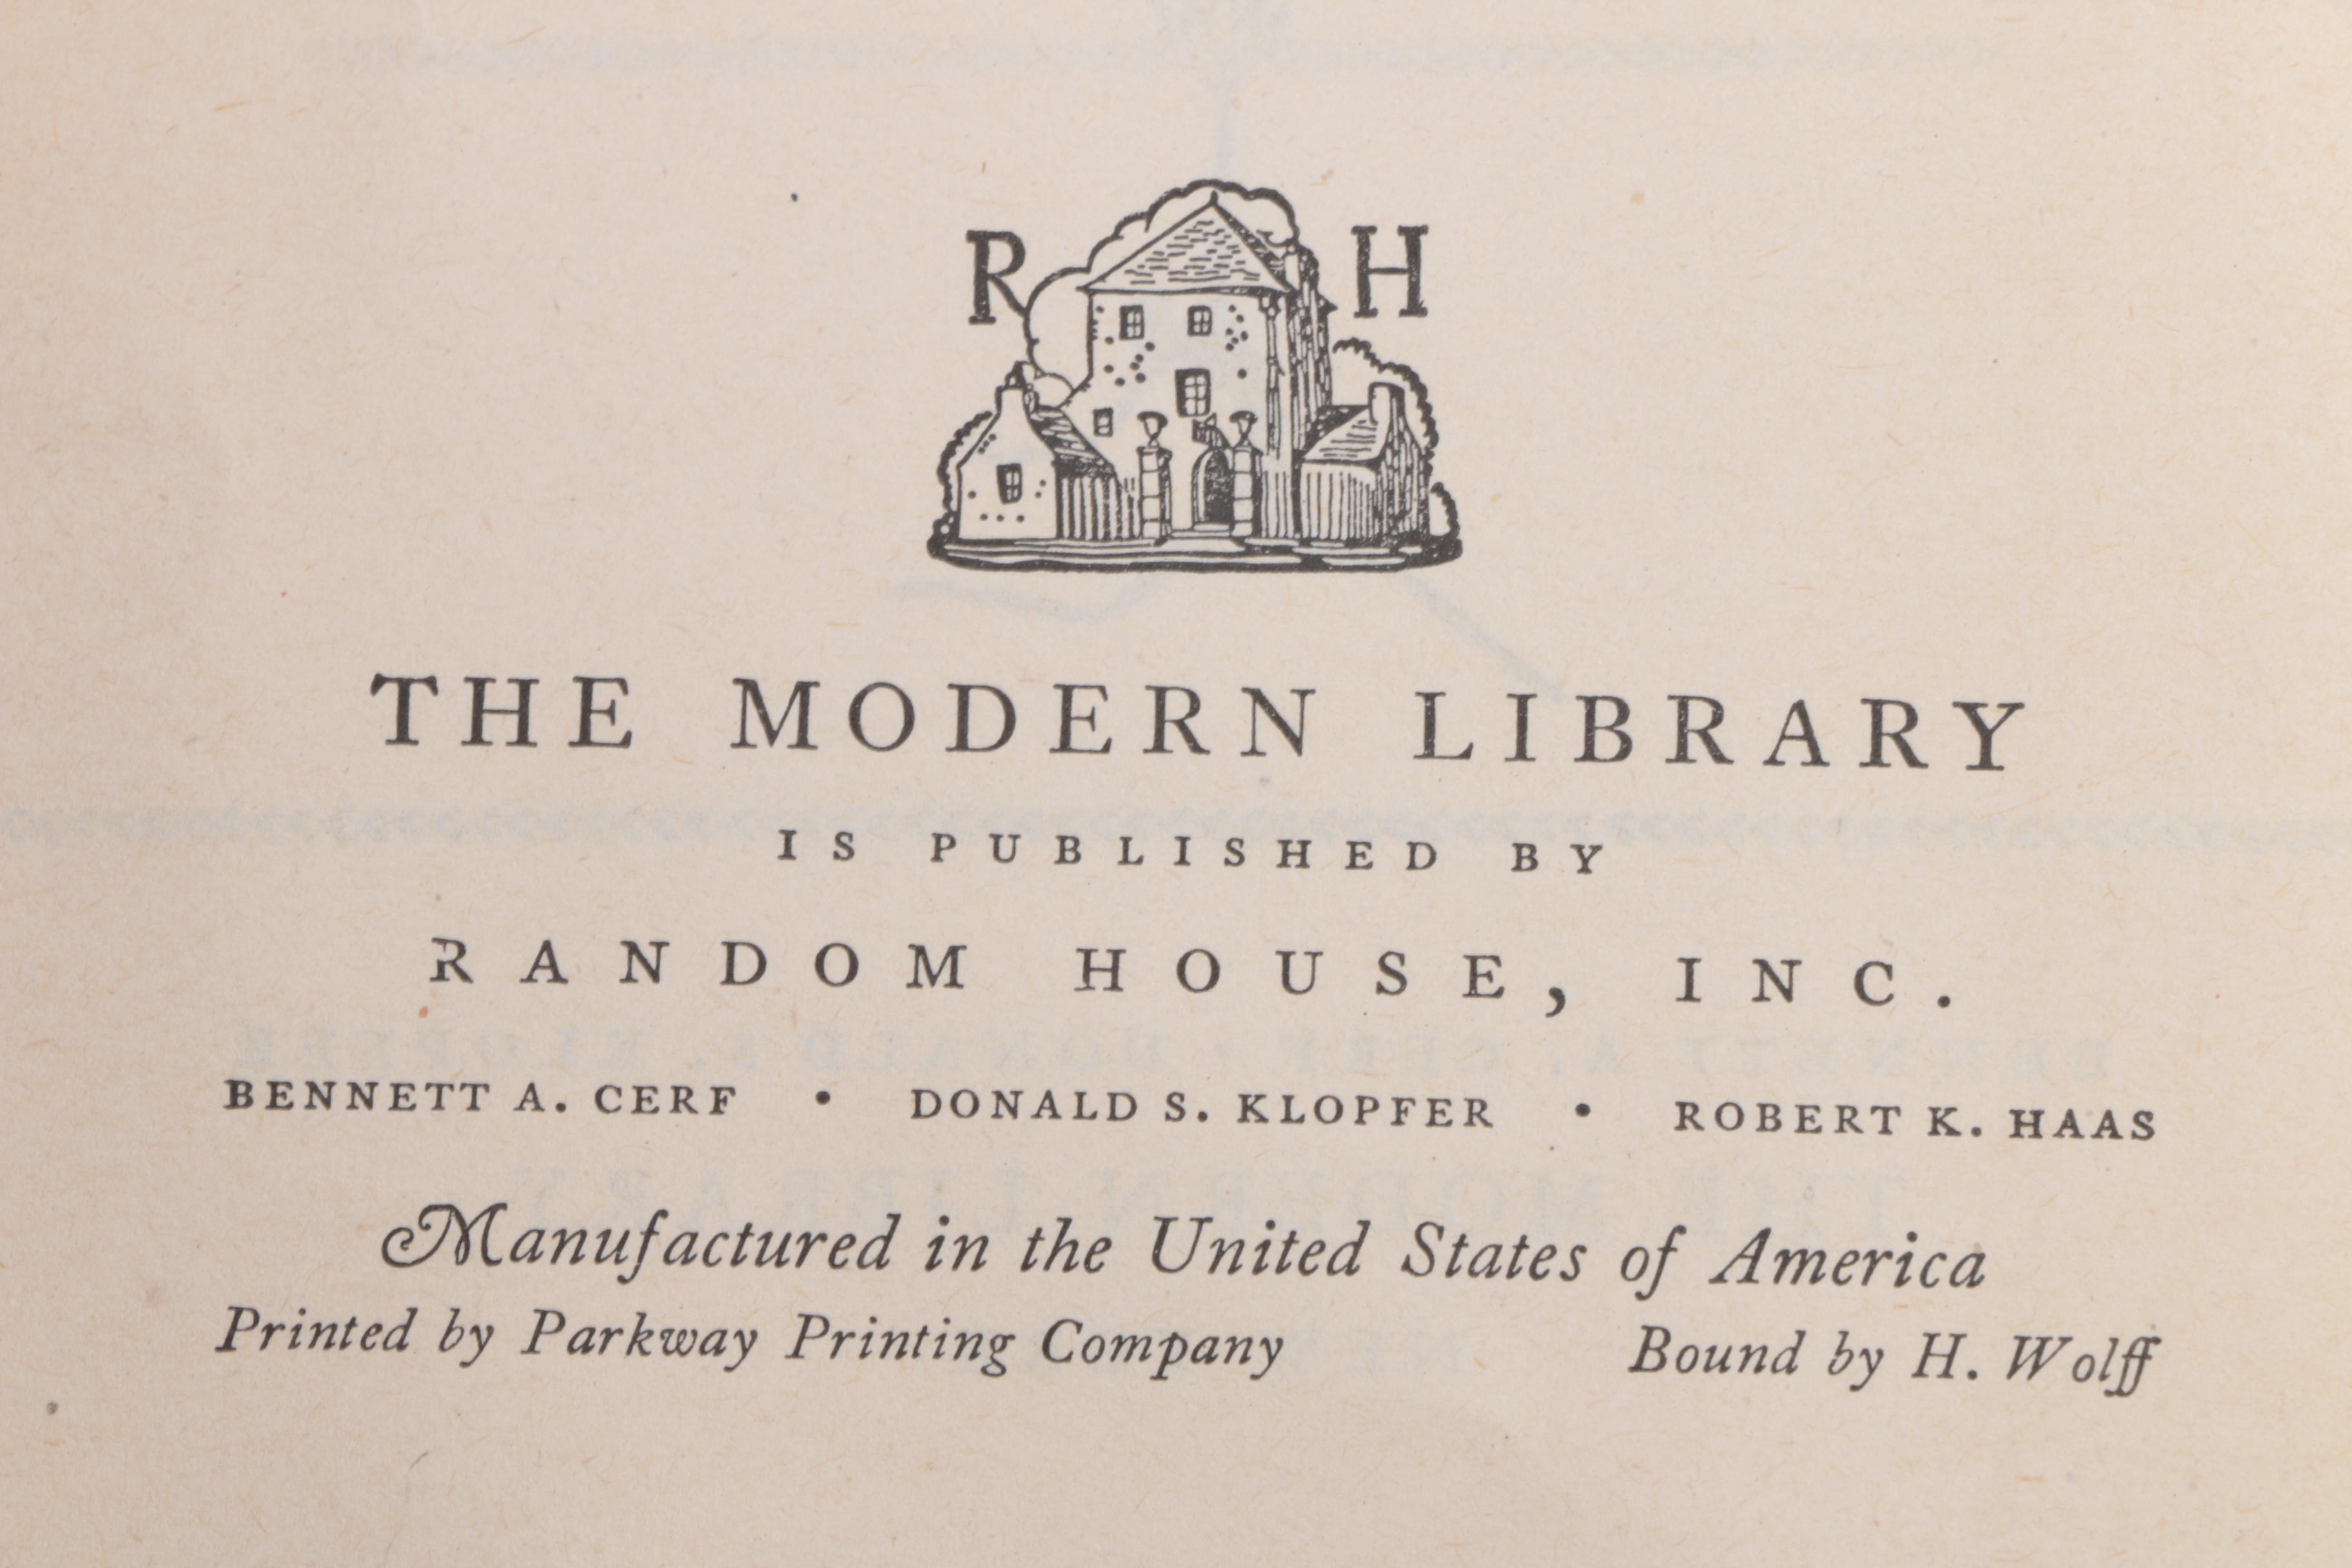 R H
THE MODERN LIBRARY
IS PUBLISHED BY
RANDOM HOUSE, INC.
BENNETT A. CERF • DONALD S. KLOPFER • ROBERT K. HAAS
Manufactured in the United States of America
Printed by Parkway Printing Company Bound by H. Wolff